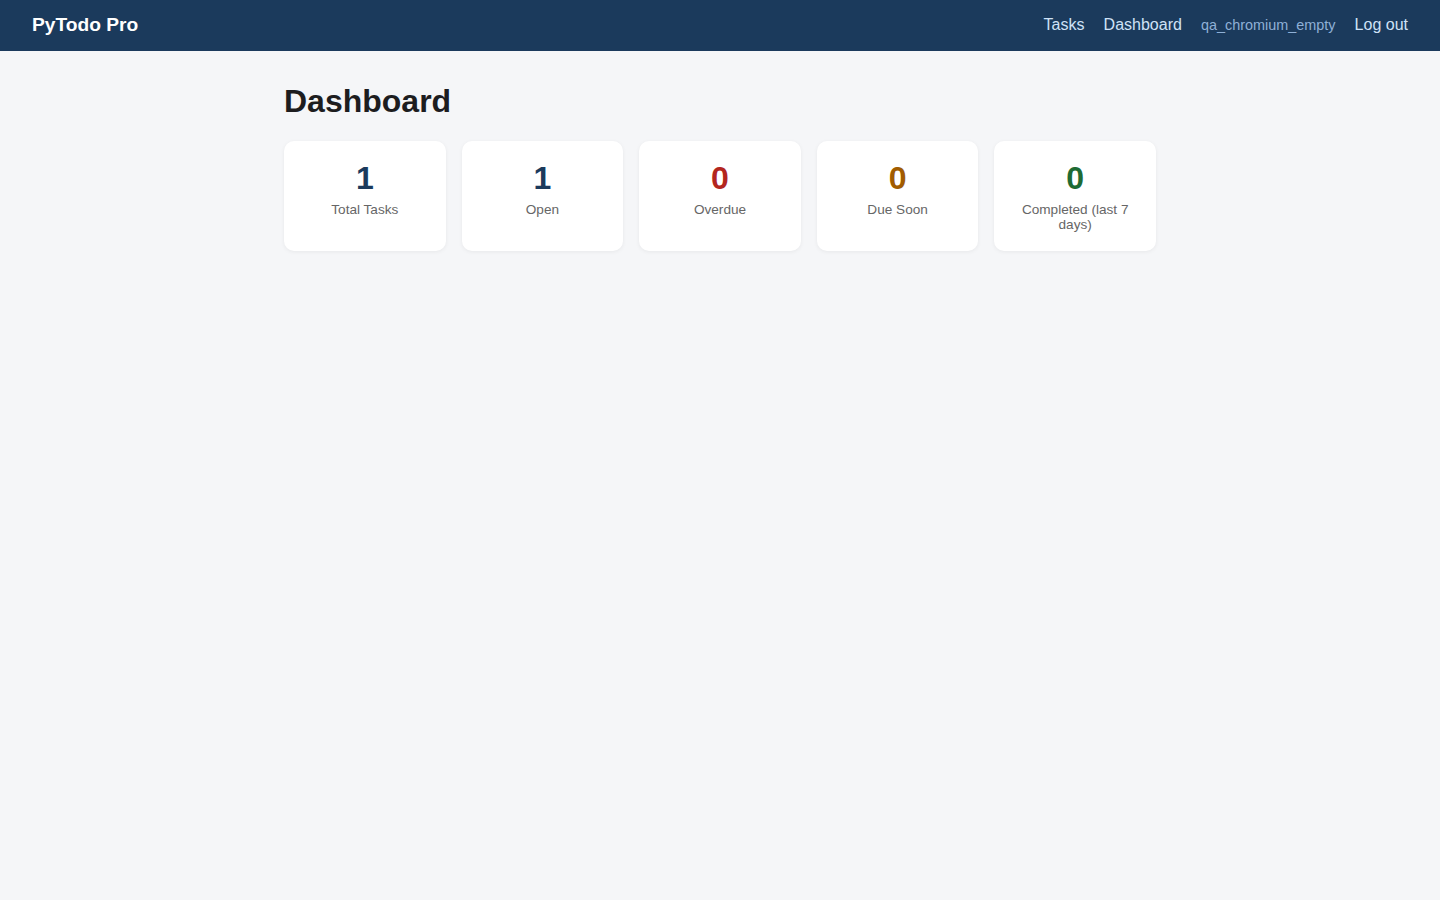 PyTodo Pro
Tasks Dashboard qa_chromium_empty Log out
Dashboard
1
Total Tasks
1
Open
0
Overdue
0
Due Soon
0
Completed (last 7
days)